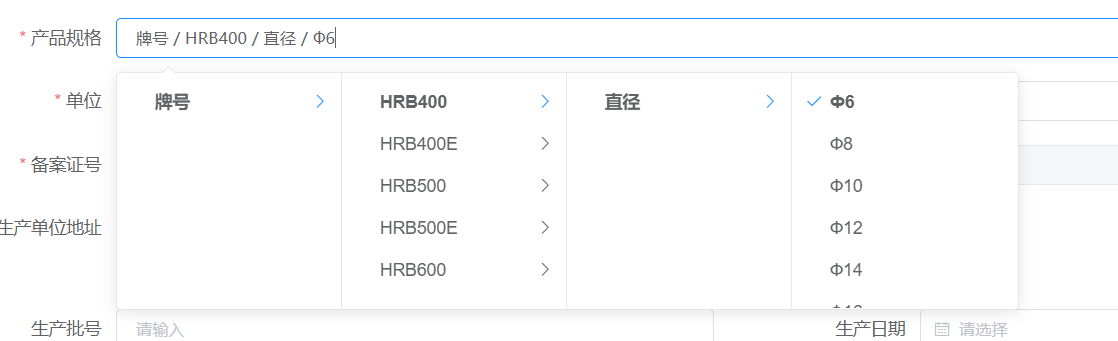 * 产品规格 牌号 / HRB400 / 直径 / Φ6
* 单位
* 备案证号
生产单位地址
牌号
HRB400
HRB400E
HRB500
HRB500E
HRB600
直径
Φ6
Φ8
Φ10
Φ12
Φ14
生产批号 请输入 生产日期 请选择